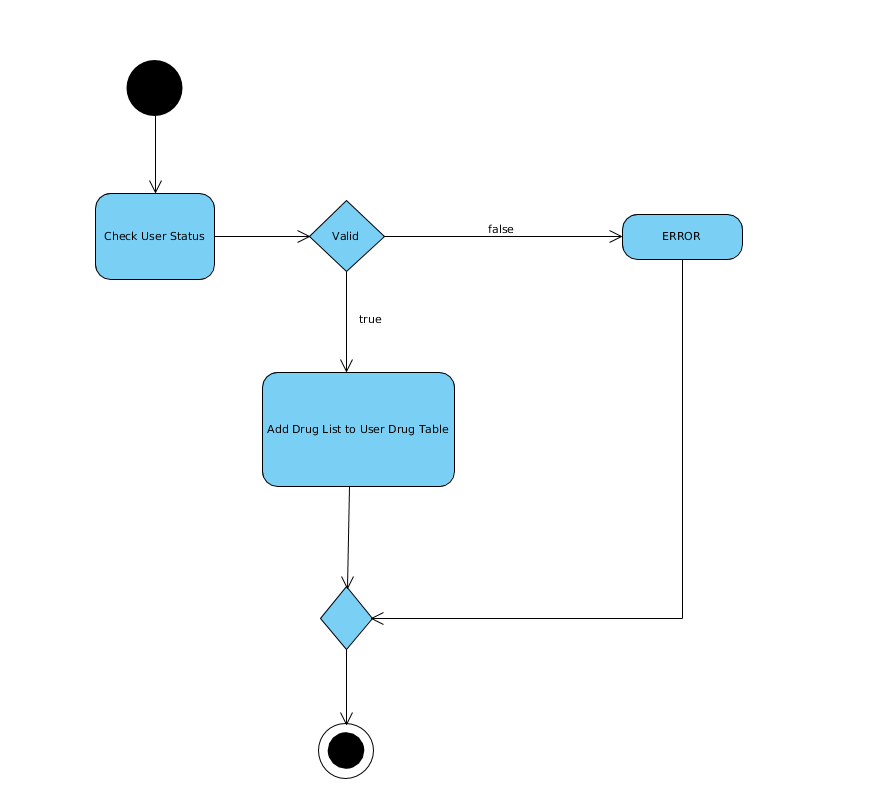 Check User Status
Valid
false
ERROR
true
Add Drug List to User Drug Table